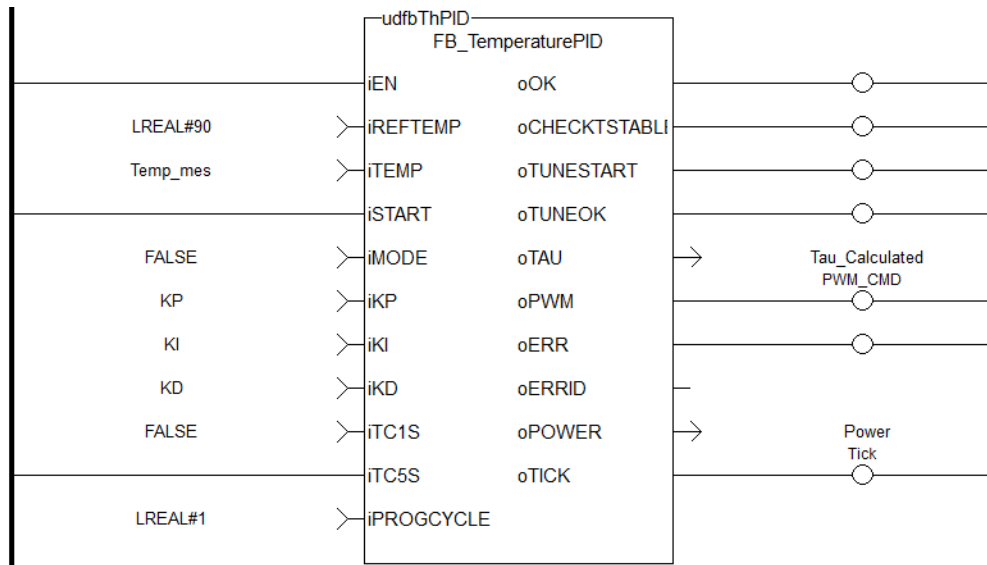 udfbThPID
FB_TemperaturePID
iEN oOK
LREAL#90 iREFTEMP oCHECKTSTABLE
Temp_mes iTEMP oTUNESTART
iSTART oTUNEOK
FALSE iMODE oTAU Tau_Calculated
PWM_CMD
KP iKP oPWM
KI iKI oERR
KD iKD oERRID
FALSE iTC1S oPOWER Power
Tick
iTC5S oTICK
LREAL#1 iPROGCYCLE